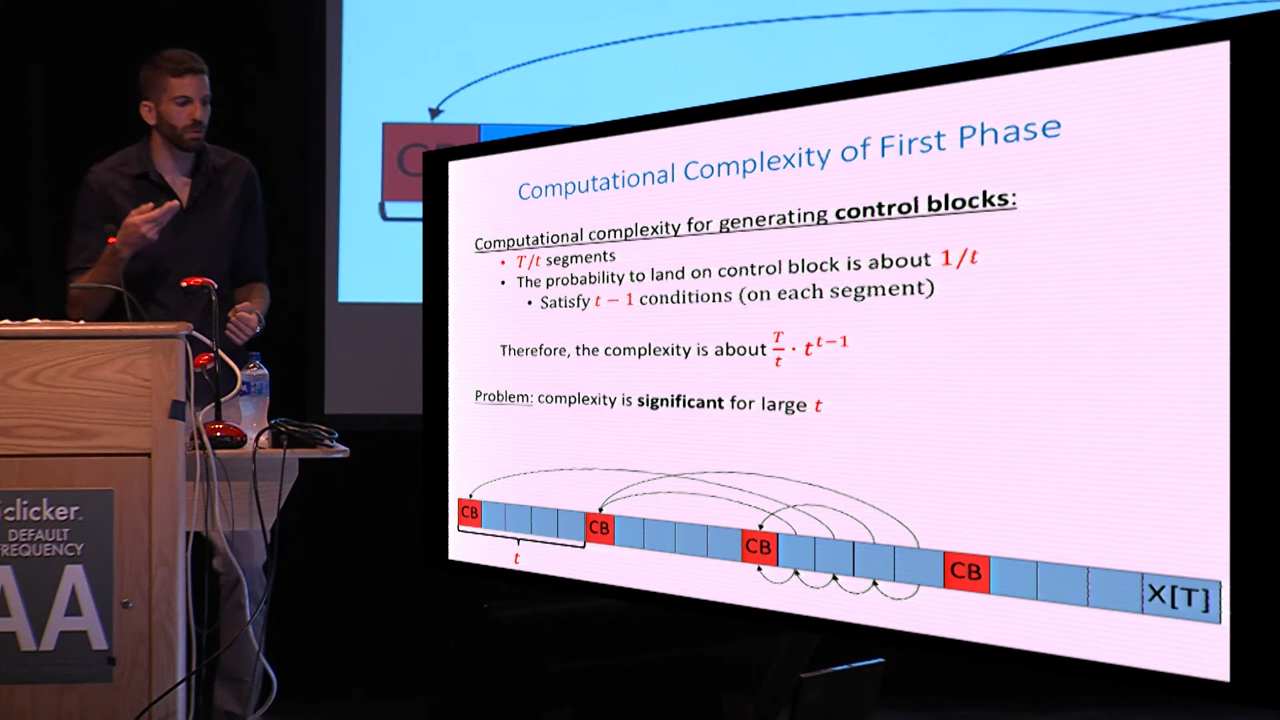 Computational Complexity of First Phase
Computational complexity for generating control blocks:
• T/t segments
• The probability to land on control block is about 1/t
• Satisfy t − 1 conditions (on each segment)
Therefore, the complexity is about T/t · t^{t−1}
Problem: complexity is significant for large t
CB
CB
CB
CB
X[T]
t
clicker.
DEFAULT
FREQUENCY
AA